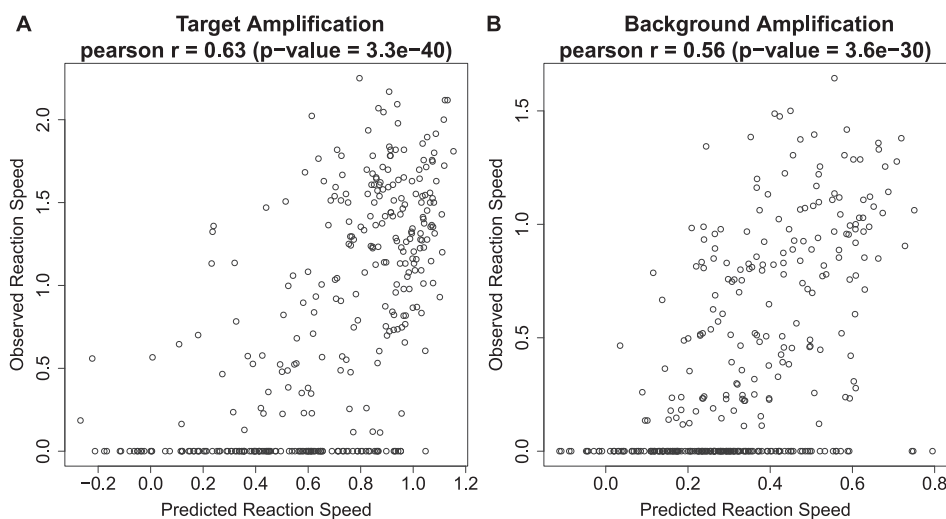 A
Target Amplification
pearson r = 0.63 (p−value = 3.3e−40)
Observed Reaction Speed
2.0
1.5
1.0
0.5
0.0
−0.2 0.0 0.2 0.4 0.6 0.8 1.0 1.2
Predicted Reaction Speed
B
Background Amplification
pearson r = 0.56 (p−value = 3.6e−30)
Observed Reaction Speed
1.5
1.0
0.5
0.0
0.0 0.2 0.4 0.6 0.8
Predicted Reaction Speed